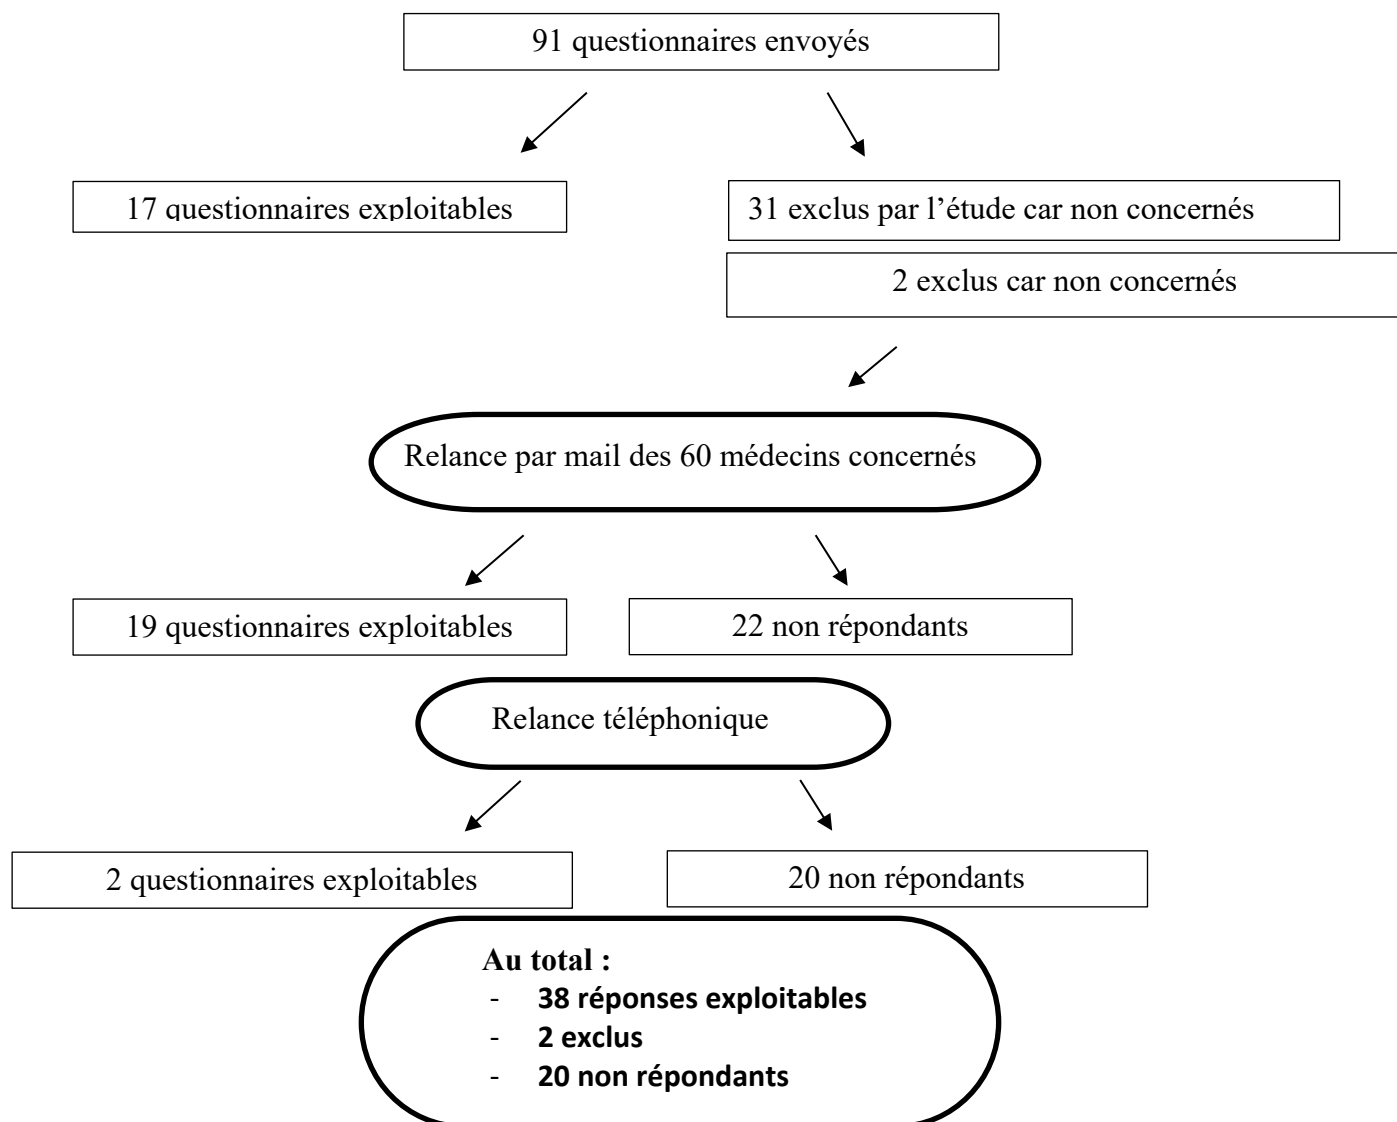 91 questionnaires envoyés
17 questionnaires exploitables
31 exclus par l’étude car non concernés
2 exclus car non concernés
Relance par mail des 60 médecins concernés
19 questionnaires exploitables
22 non répondants
Relance téléphonique
2 questionnaires exploitables
20 non répondants
Au total :
- 38 réponses exploitables
- 2 exclus
- 20 non répondants